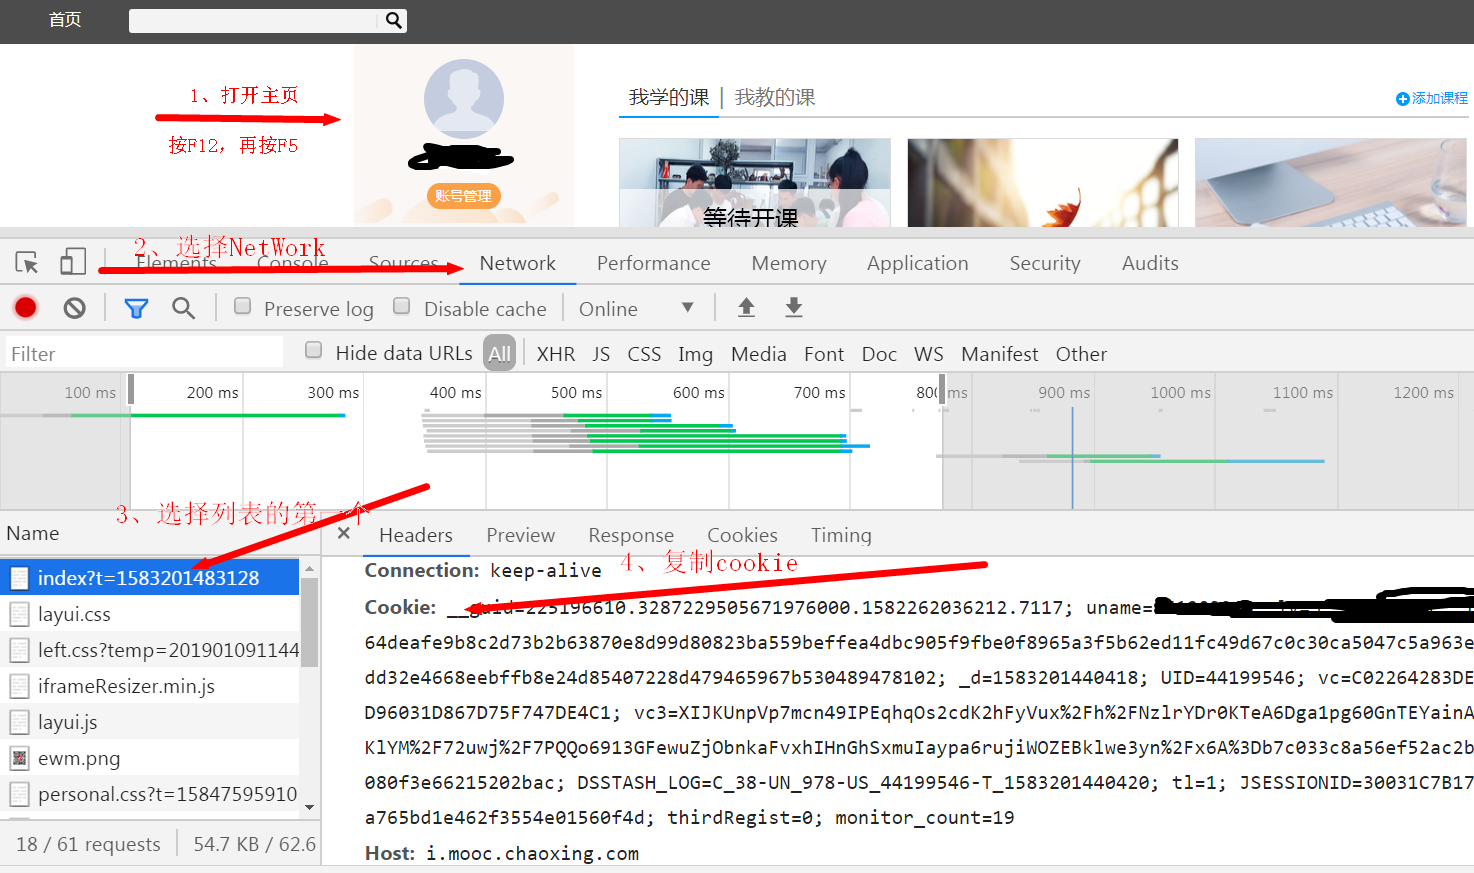 首页
1、打开主页
按F12，再按F5
账号管理
我学的课 | 我教的课
添加课程
等待开课
2、选择NetWork
Elements Console Sources Network Performance Memory Application Security Audits
Preserve log Disable cache Online
Filter Hide data URLs All XHR JS CSS Img Media Font Doc WS Manifest Other
100 ms 200 ms 300 ms 400 ms 500 ms 600 ms 700 ms 800 ms 900 ms 1000 ms 1100 ms 1200 ms
3、选择列表的第一个
Name
index?t=1583201483128
layui.css
left.css?temp=201901091144
iframeResizer.min.js
layui.js
ewm.png
personal.css?t=15847595910
18 / 61 requests 54.7 KB / 62.6
Headers Preview Response Cookies Timing
4、复制cookie
Connection: keep-alive
Cookie: __guid=225196610.3287229505671976000.1582262036212.7117; uname=
64deafe9b8c2d73b2b63870e8d99d80823ba559beffea4dbc905f9fbe0f8965a3f5b62ed11fc49d67c0c30ca5047c5a963e
dd32e4668eebffb8e24d85407228d479465967b530489478102; _d=1583201440418; UID=44199546; vc=C02264283DE
D96031D867D75F747DE4C1; vc3=XIJKUnpVp7mcn49IPEqhqOs2cdK2hFyVux%2Fh%2FNzlrYDr0KTeA6Dga1pg60GnTEYainA
KlYM%2F72uwj%2F7PQQo6913GFewuZjObnkaFvxhIHnGhSxmuIaypa6rujiWOZEBklwe3yn%2Fx6A%3Db7c033c8a56ef52ac2b
080f3e66215202bac; DSSTASH_LOG=C_38-UN_978-US_44199546-T_1583201440420; tl=1; JSESSIONID=30031C7B17
a765bd1e462f3554e01560f4d; thirdRegist=0; monitor_count=19
Host: i.mooc.chaoxing.com